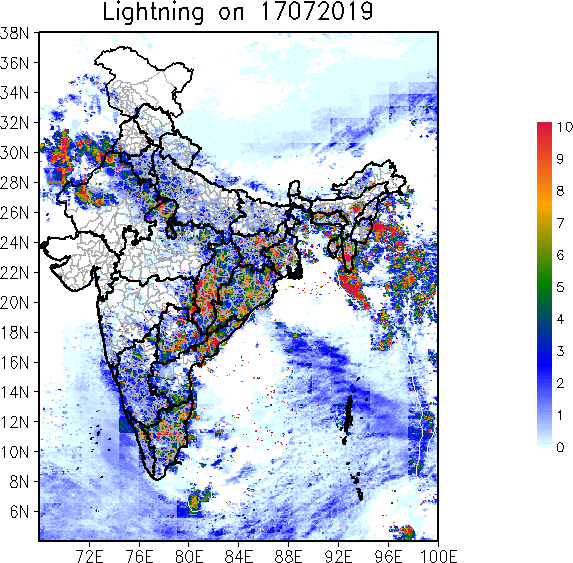 Lightning on 17072019
38N
36N
34N
32N
30N
28N
26N
24N
22N
20N
18N
16N
14N
12N
10N
8N
6N
72E 76E 80E 84E 88E 92E 96E 100E
10
9
8
7
6
5
4
3
2
1
0